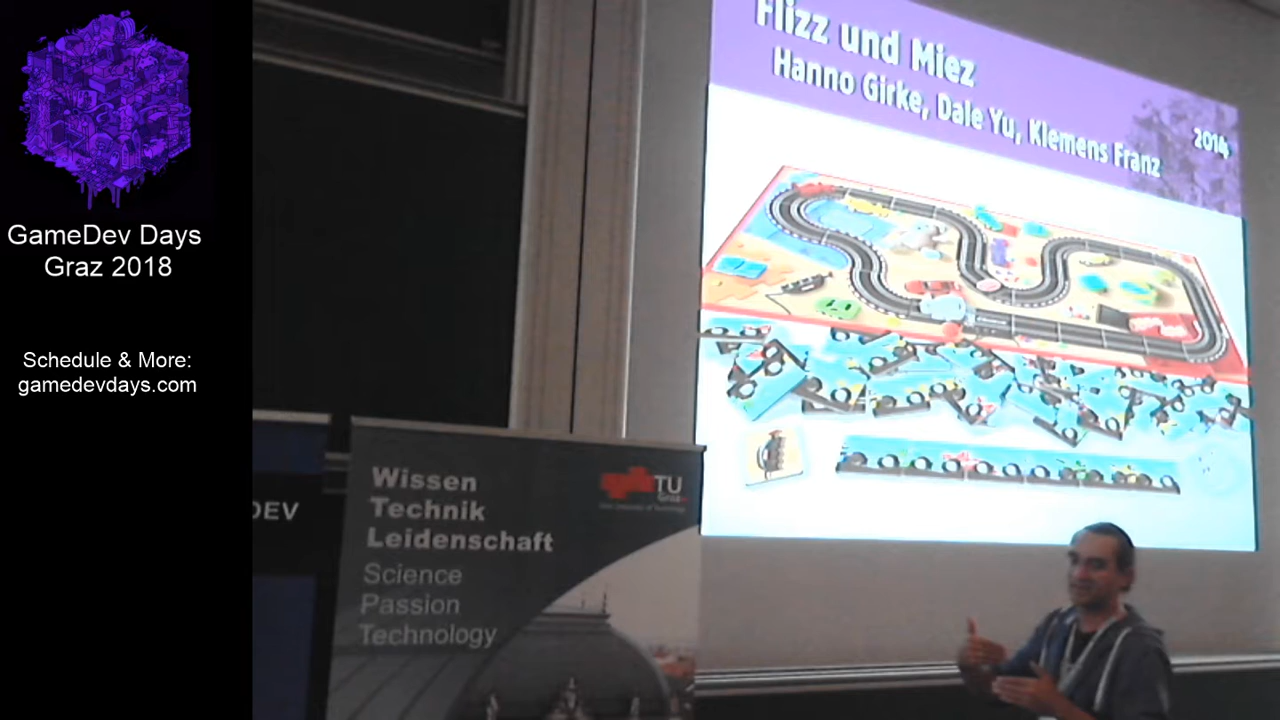 GameDev Days
Graz 2018
Schedule & More:
gamedevdays.com
Flizz und Miez
Hanno Girke, Dale Yu, Klemens Franz
2014
DEV
Wissen
Technik
Leidenschaft
TU
Graz
Science
Passion
Technology